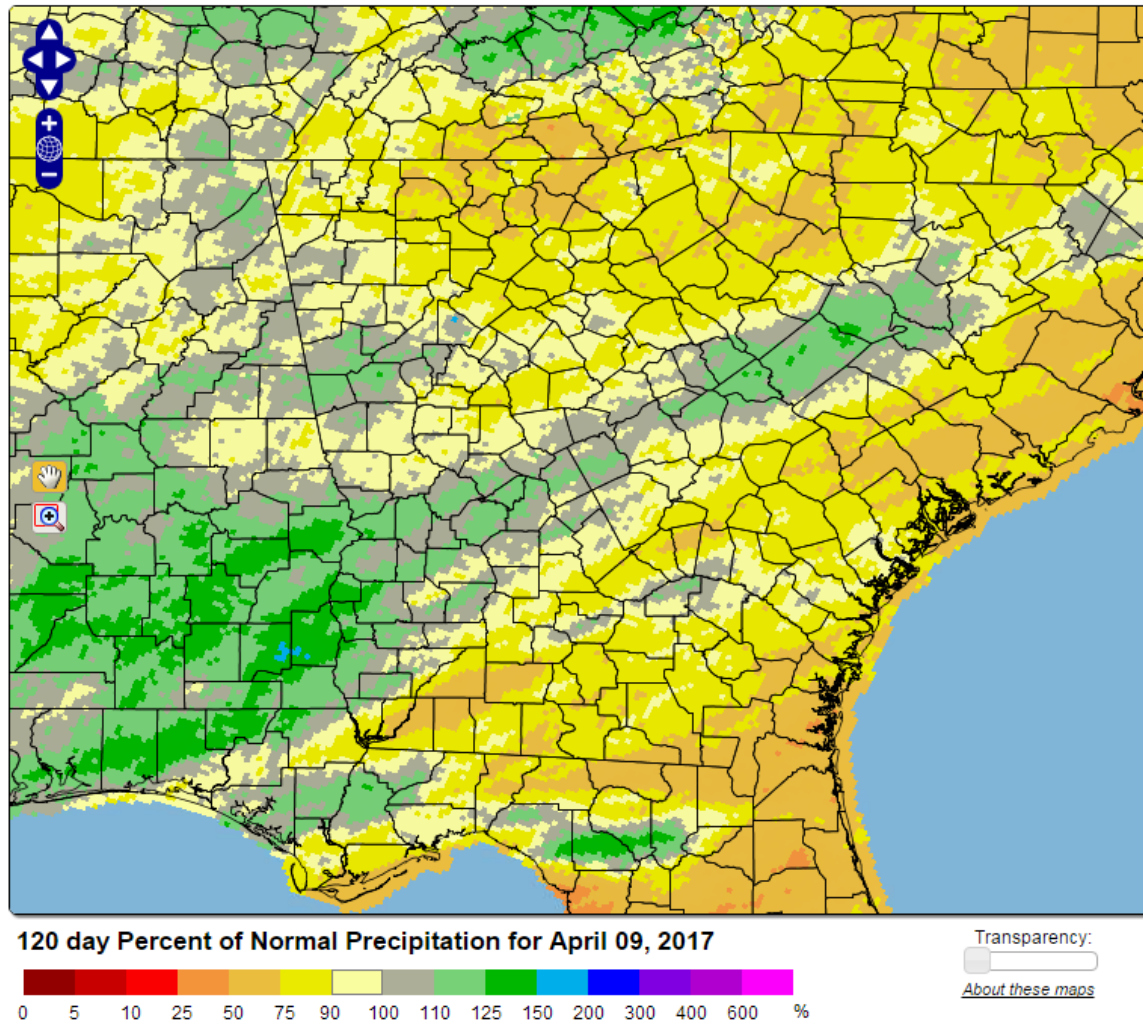 120 day Percent of Normal Precipitation for April 09, 2017
Transparency:
0 5 10 25 50 75 90 100 110 125 150 200 300 400 600 %
About these maps